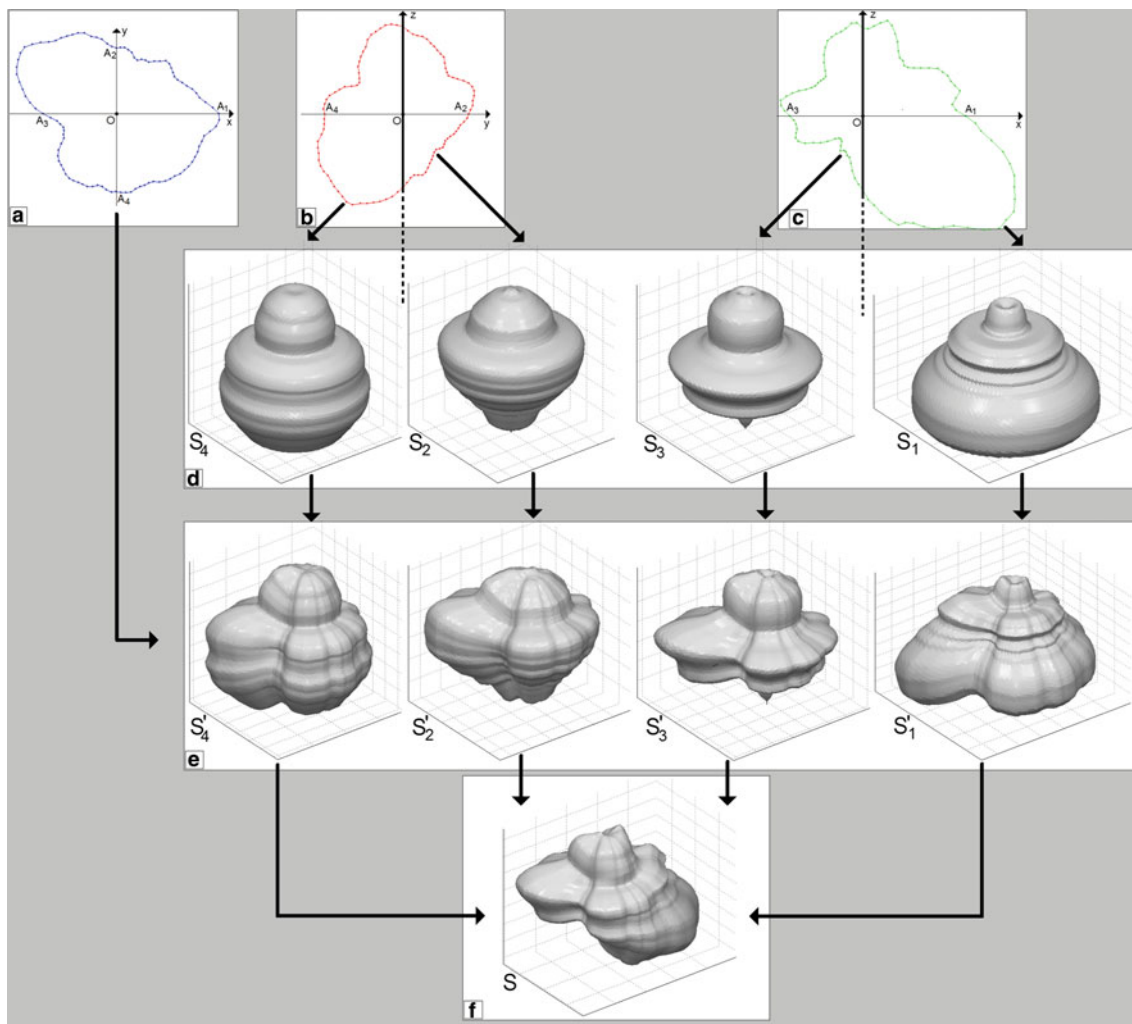 y
A₂
A₁
x
A₃
O
A₄
a
z
A₄
A₂
O
y
b
z
A₃
A₁
O
x
c
S₄
S₂
S₃
S₁
d
S'₄
S'₂
S'₃
S'₁
e
S
f